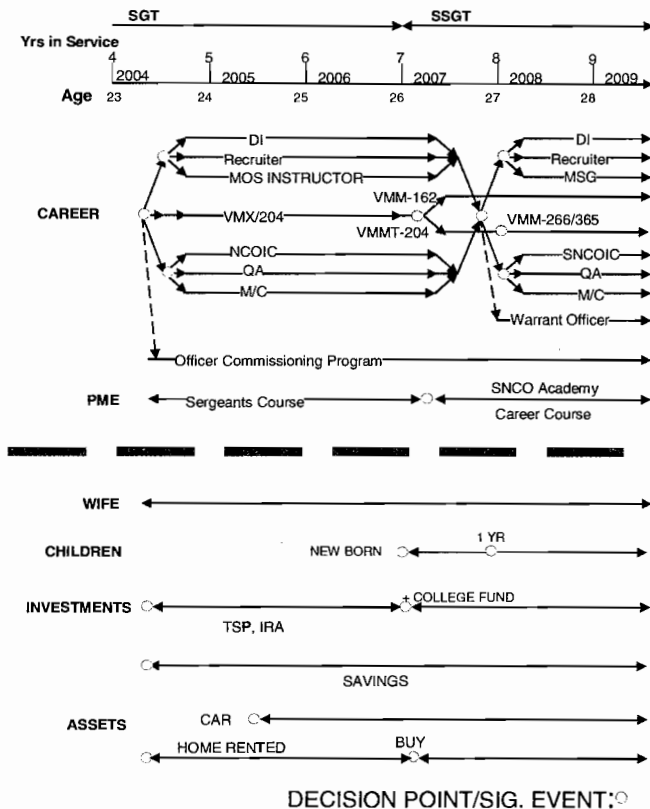 SGT SSGT
Yrs in Service 4 5 6 7 8 9
2004 2005 2006 2007 2008 2009
Age 23 24 25 26 27 28
DI DI
Recruiter Recruiter
MOS INSTRUCTOR MSG
VMM-162
CAREER VMX/204 VMM-266/365
VMMT-204
NCOIC SNCOIC
QA QA
M/C M/C
Warrant Officer
Officer Commissioning Program
SNCO Academy
PME Sergeants Course
Career Course
WIFE
1 YR
CHILDREN NEW BORN
+ COLLEGE FUND
INVESTMENTS
TSP, IRA
SAVINGS
CAR
ASSETS
HOME RENTED BUY
DECISION POINT/SIG. EVENT: